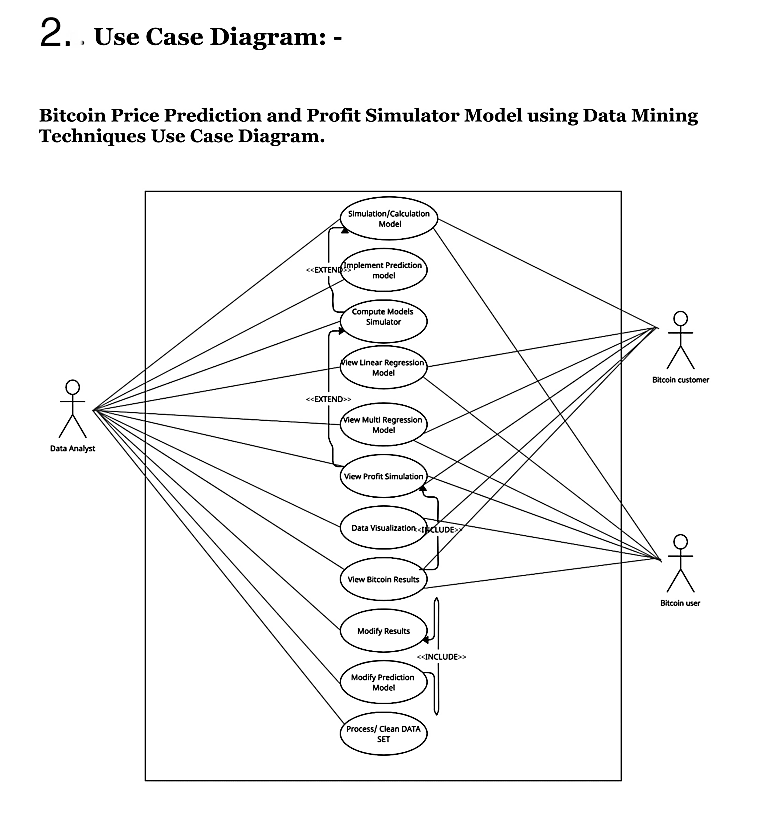 2. . Use Case Diagram: -
Bitcoin Price Prediction and Profit Simulator Model using Data Mining
Techniques Use Case Diagram.
Simulation/Calculation
Model
<<EXTEND>>
Implement Prediction
model
Compute Models
Simulator
View Linear Regression
Model
Bitcoin customer
<<EXTEND>>
View Multi Regression
Model
Data Analyst
View Profit Simulation
Data Visualization
<<INCLUDE>>
View Bitcoin Results
Bitcoin user
Modify Results
<<INCLUDE>>
Modify Prediction
Model
Process/ Clean DATA
SET